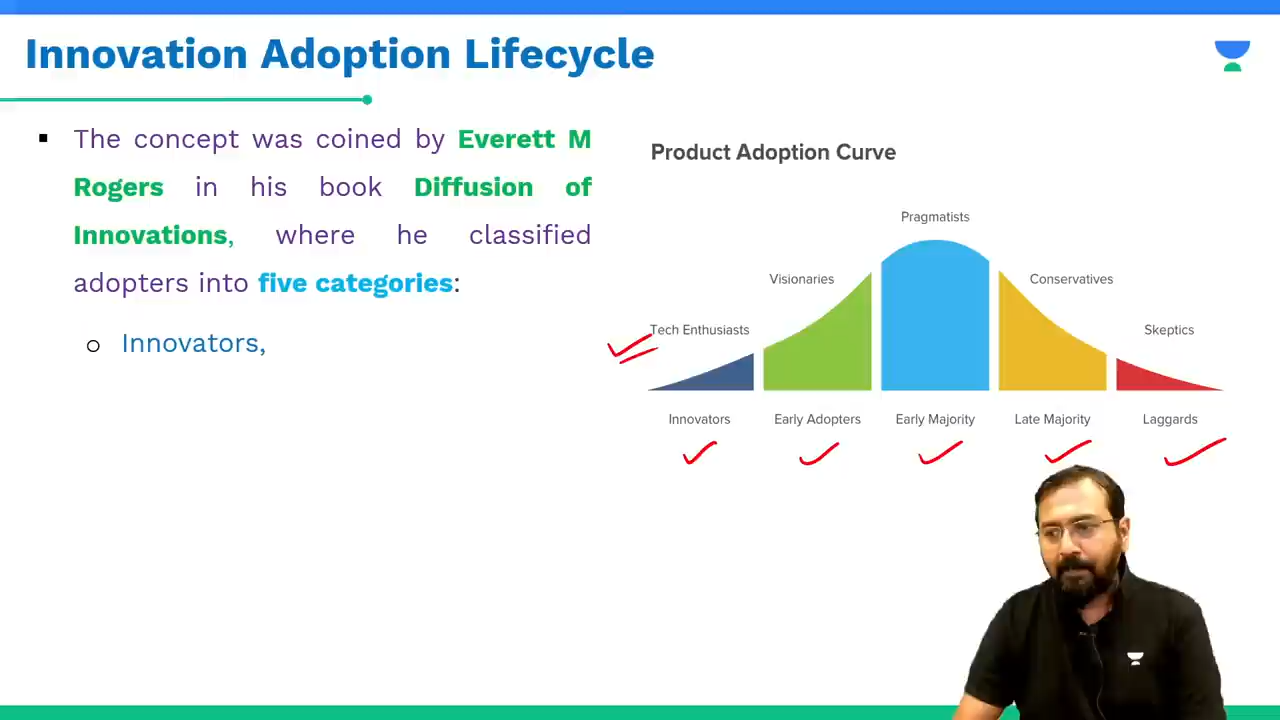 Innovation Adoption Lifecycle
The concept was coined by Everett M
Rogers in his book Diffusion of
Innovations, where he classified
adopters into five categories:
Innovators,
Product Adoption Curve
Pragmatists
Visionaries
Conservatives
Tech Enthusiasts
Skeptics
Innovators
Early Adopters
Early Majority
Late Majority
Laggards